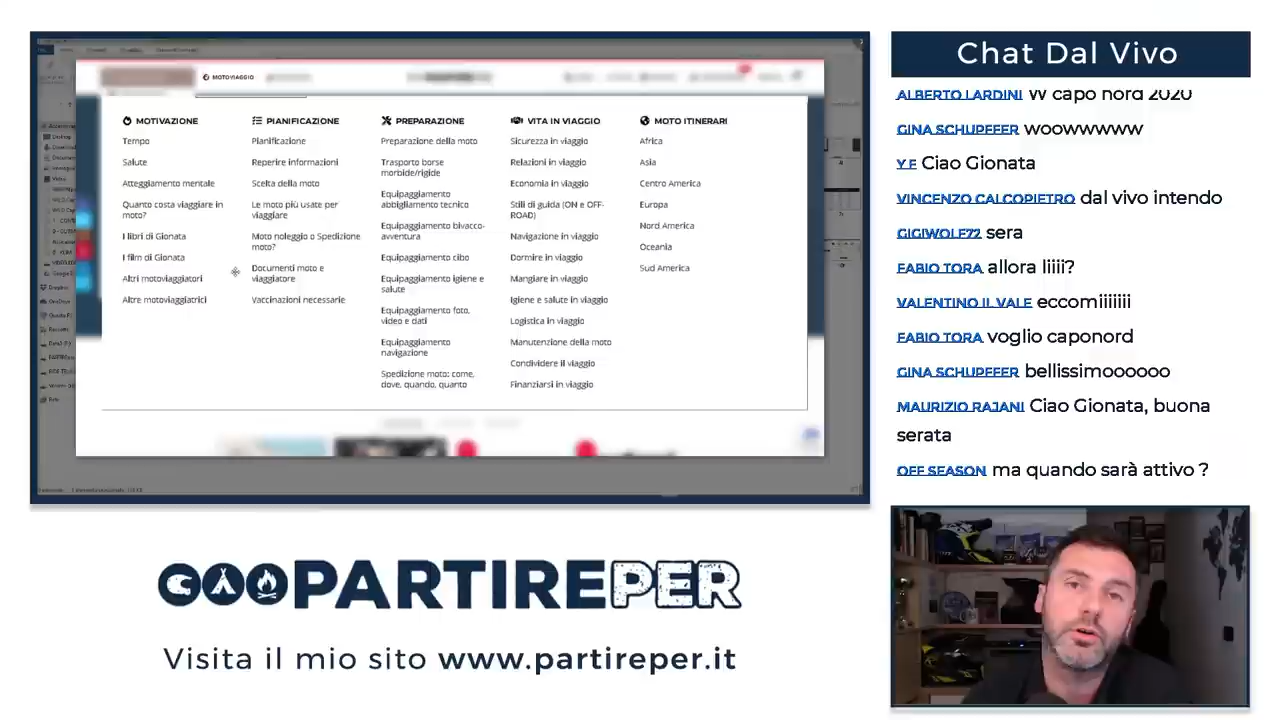 Chat Dal Vivo
ALBERTO LARDINI W capo nord 2020
GINA SCHUPFFER woowwwww
Y F Ciao Gionata
VINCENZO CALCOPIETRO dal vivo intendo
GIGIWOLF72 sera
FABIO TORA allora liiii?
VALENTINO IL VALE eccomiiiiiii
FABIO TORA voglio caponord
GINA SCHUPFFER bellissimoooooo
MAURIZIO RAJANI Ciao Gionata, buona
serata
OFF SEASON ma quando sarà attivo ?
MOTOVIAGGIO
MOTIVAZIONE
Tempo
Salute
Atteggiamento mentale
Quanto costa viaggiare in
moto?
I libri di Gionata
I film di Gionata
Altri motoviaggiatori
Altre motoviaggiatrici
PIANIFICAZIONE
Pianificazione
Reperire informazioni
Scelta della moto
Le moto più usate per
viaggiare
Moto noleggio o Spedizione
moto?
Documenti moto e
viaggiatore
Vaccinazioni necessarie
PREPARAZIONE
Preparazione della moto
Trasporto borse
morbide/rigide
Equipaggiamento
abbigliamento tecnico
Equipaggiamento bivacco-
avventura
Equipaggiamento cibo
Equipaggiamento igiene e
salute
Equipaggiamento foto,
video e dati
Equipaggiamento
navigazione
Spedizione moto: come,
dove, quando, quanto
VITA IN VIAGGIO
Sicurezza in viaggio
Relazioni in viaggio
Economia in viaggio
Stili di guida (ON e OFF-
ROAD)
Navigazione in viaggio
Dormire in viaggio
Mangiare in viaggio
Igiene e salute in viaggio
Logistica in viaggio
Manutenzione della moto
Condividere il viaggio
Finanziarsi in viaggio
MOTO ITINERARI
Africa
Asia
Centro America
Europa
Nord America
Oceania
Sud America
PARTIREPER
Visita il mio sito www.partireper.it